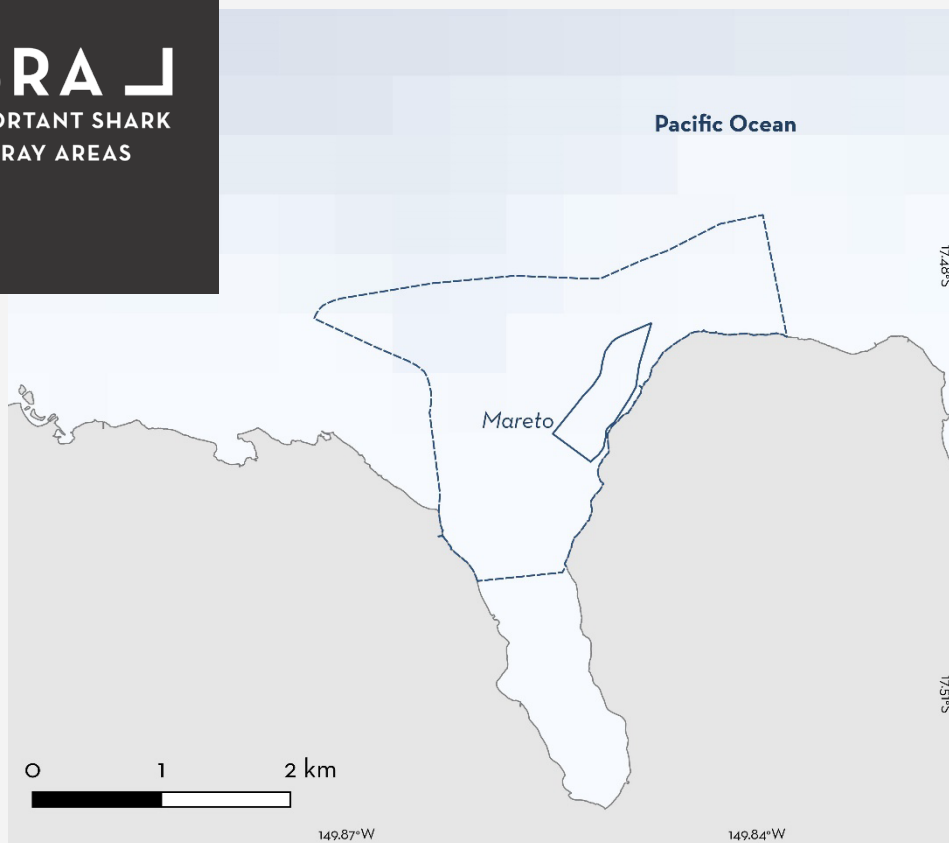 RA
ORTANT SHARK
RAY AREAS
Pacific Ocean
17.48°S
Mareto
17.51°S
0 1 2 km
149.87°W 149.84°W